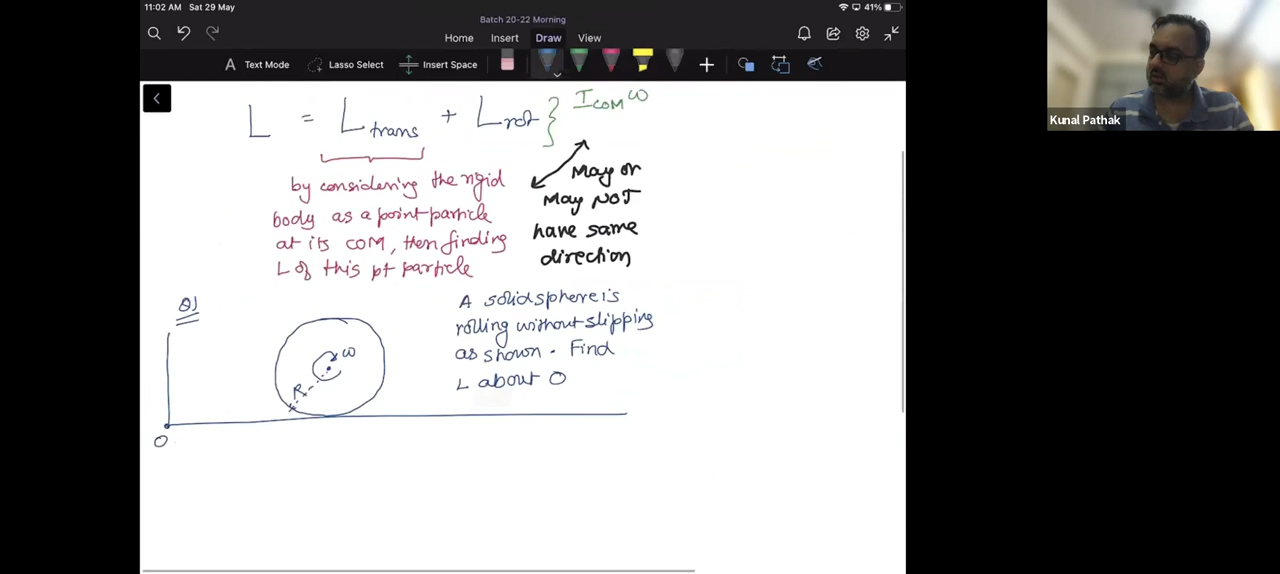 11:02 AM Sat 29 May
41%
Batch 20-22 Morning
Home Insert Draw View
Text Mode Lasso Select Insert Space
Kunal Pathak
L = L trans + L rot } I COM ω
by considering the rigid
body as a point particle
at its COM, then finding
L of this pt particle
May or
May NOT
have same
direction
Q1
A solid sphere is
rolling without slipping
as shown. Find
L about O
ω
R
O